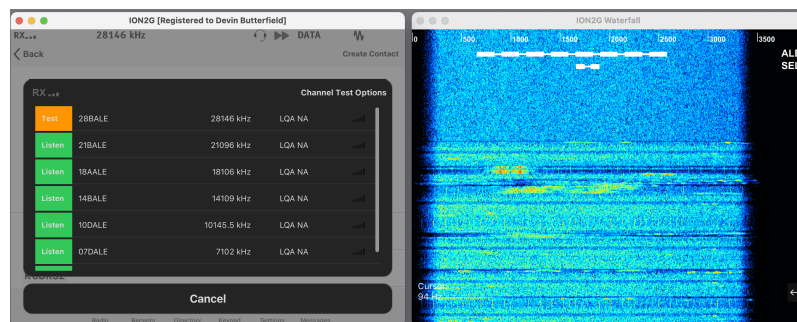 ION2G [Registered to Devin Butterfield]
RX
28146 kHz
DATA
Back
Create Contact
RX
Channel Test Options
Test 28BALE 28146 kHz LQA NA
Listen 21BALE 21096 kHz LQA NA
Listen 18AALE 18106 kHz LQA NA
Listen 14BALE 14109 kHz LQA NA
Listen 10DALE 10145.5 kHz LQA NA
Listen 07DALE 7102 kHz LQA NA
Cancel
Radio Recents Directory Keypad Settings Messages
ION2G Waterfall
0 500 1000 1500 2000 2500 3000 3500
ALE
SEL
Cursor:
94 Hz